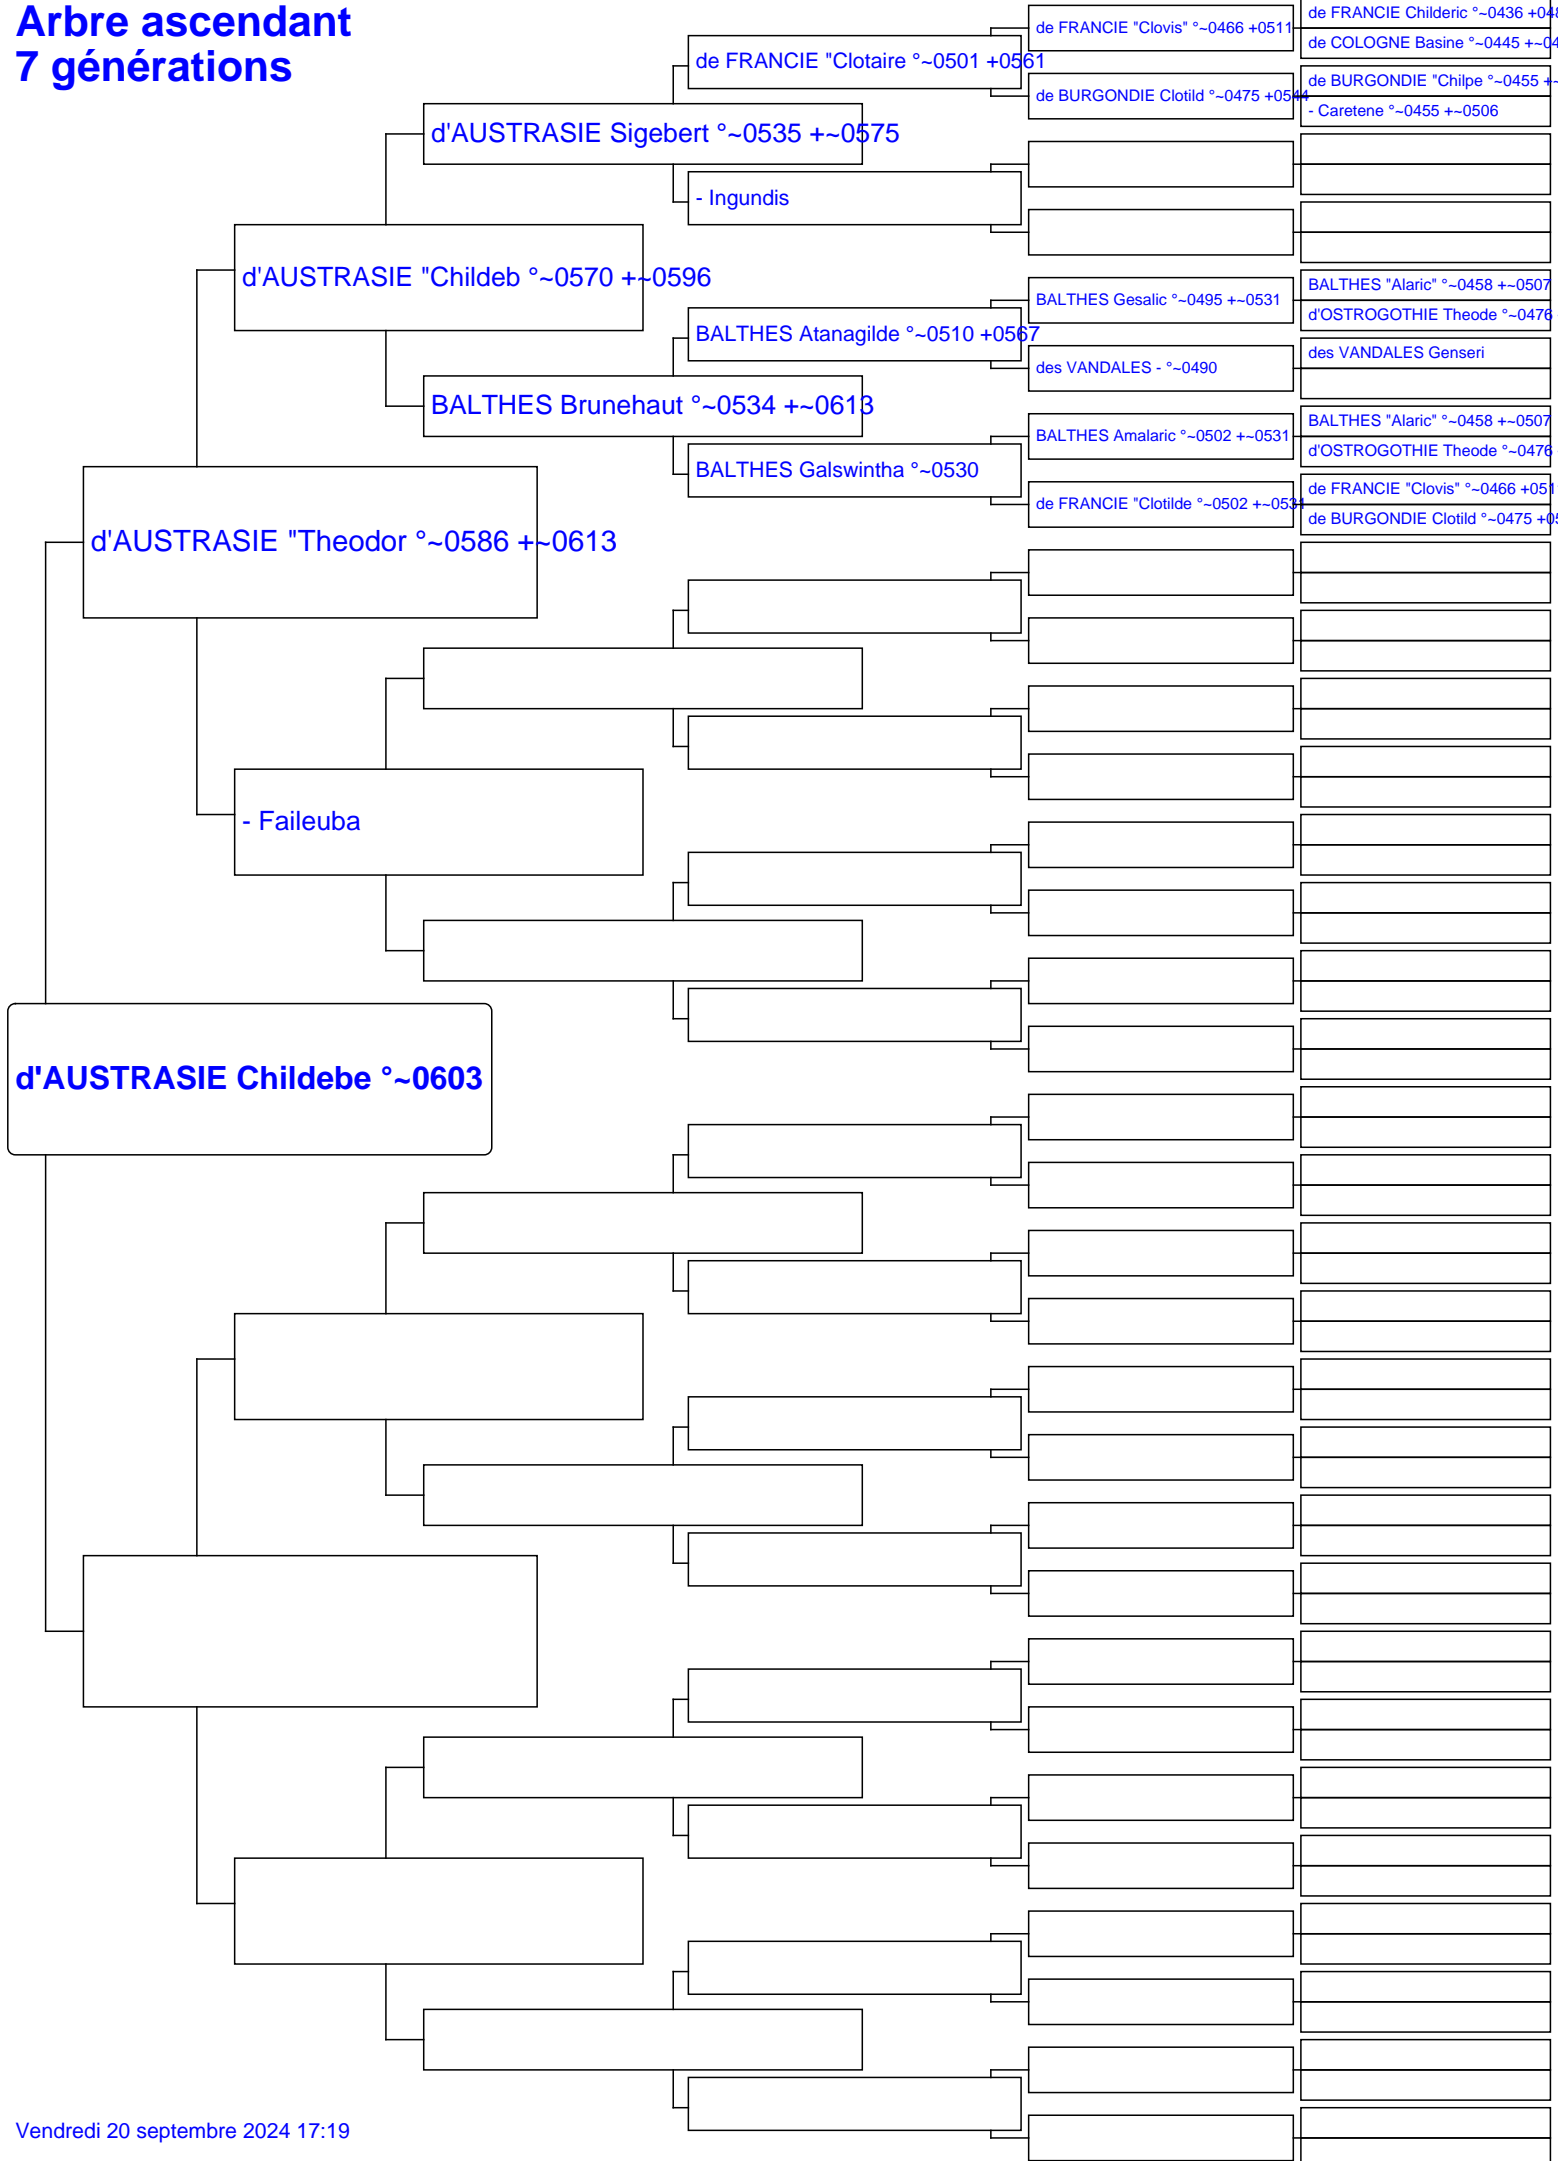 Arbre ascendant
7 générations
de FRANCIE Childeric °~0436 +048
de FRANCIE "Clovis" °~0466 +0511
de COLOGNE Basine °~0445 +~04
de FRANCIE "Clotaire °~0501 +0561
de BURGONDIE "Chilpe °~0455 +~
de BURGONDIE Clotild °~0475 +0544
- Caretene °~0455 +~0506
d'AUSTRASIE Sigebert °~0535 +~0575
- Ingundis
d'AUSTRASIE "Childeb °~0570 +~0596
BALTHES "Alaric" °~0458 +~0507
BALTHES Gesalic °~0495 +~0531
d'OSTROGOTHIE Theode °~0476
BALTHES Atanagilde °~0510 +0567
des VANDALES Genseri
des VANDALES - °~0490
BALTHES Brunehaut °~0534 +~0613
BALTHES "Alaric" °~0458 +~0507
BALTHES Amalaric °~0502 +~0531
d'OSTROGOTHIE Theode °~0476
BALTHES Galswintha °~0530
de FRANCIE "Clovis" °~0466 +051
de FRANCIE "Clotilde °~0502 +~0531
de BURGONDIE Clotild °~0475 +05
d'AUSTRASIE "Theodor °~0586 +~0613
- Faileuba
d'AUSTRASIE Childebe °~0603
Vendredi 20 septembre 2024 17:19